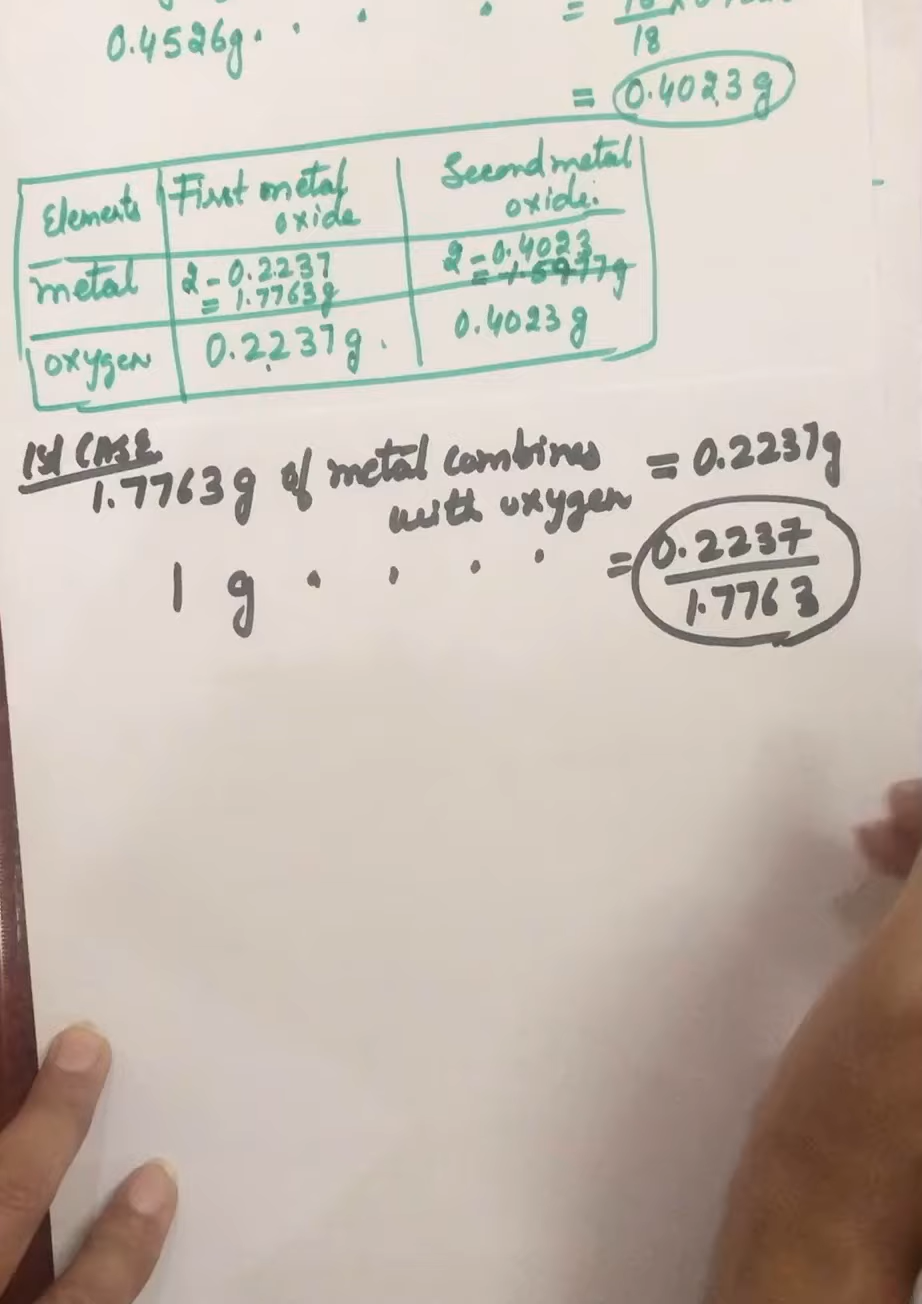 0.4526g . . . . = 18
= 0.4023 g
Elements First metal oxide Second metal oxide.
metal 2 - 0.2237 = 1.7763g 2 - 0.4023 = 1.5977g
oxygen 0.2237g . 0.4023 g
1st CASE
1.7763g of metal combines with oxygen = 0.2237g
1 g . . . . = 0.2237 / 1.7763